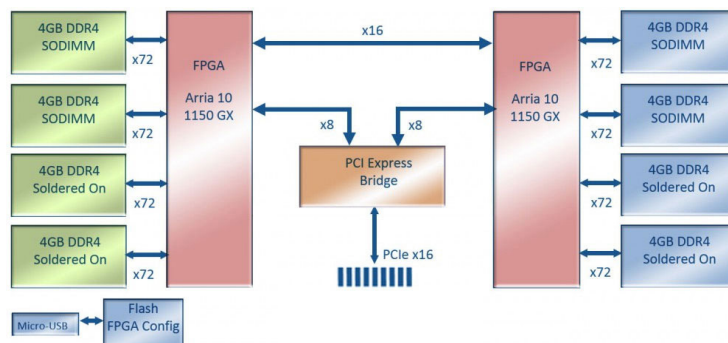 4GB DDR4
SODIMM
x72
4GB DDR4
SODIMM
x72
4GB DDR4
Soldered On
x72
4GB DDR4
Soldered On
x72
FPGA
Arria 10
1150 GX
x16
x8
x8
PCI Express
Bridge
PCIe x16
FPGA
Arria 10
1150 GX
4GB DDR4
SODIMM
x72
4GB DDR4
SODIMM
x72
4GB DDR4
Soldered On
x72
4GB DDR4
Soldered On
x72
Micro-USB
Flash
FPGA Config